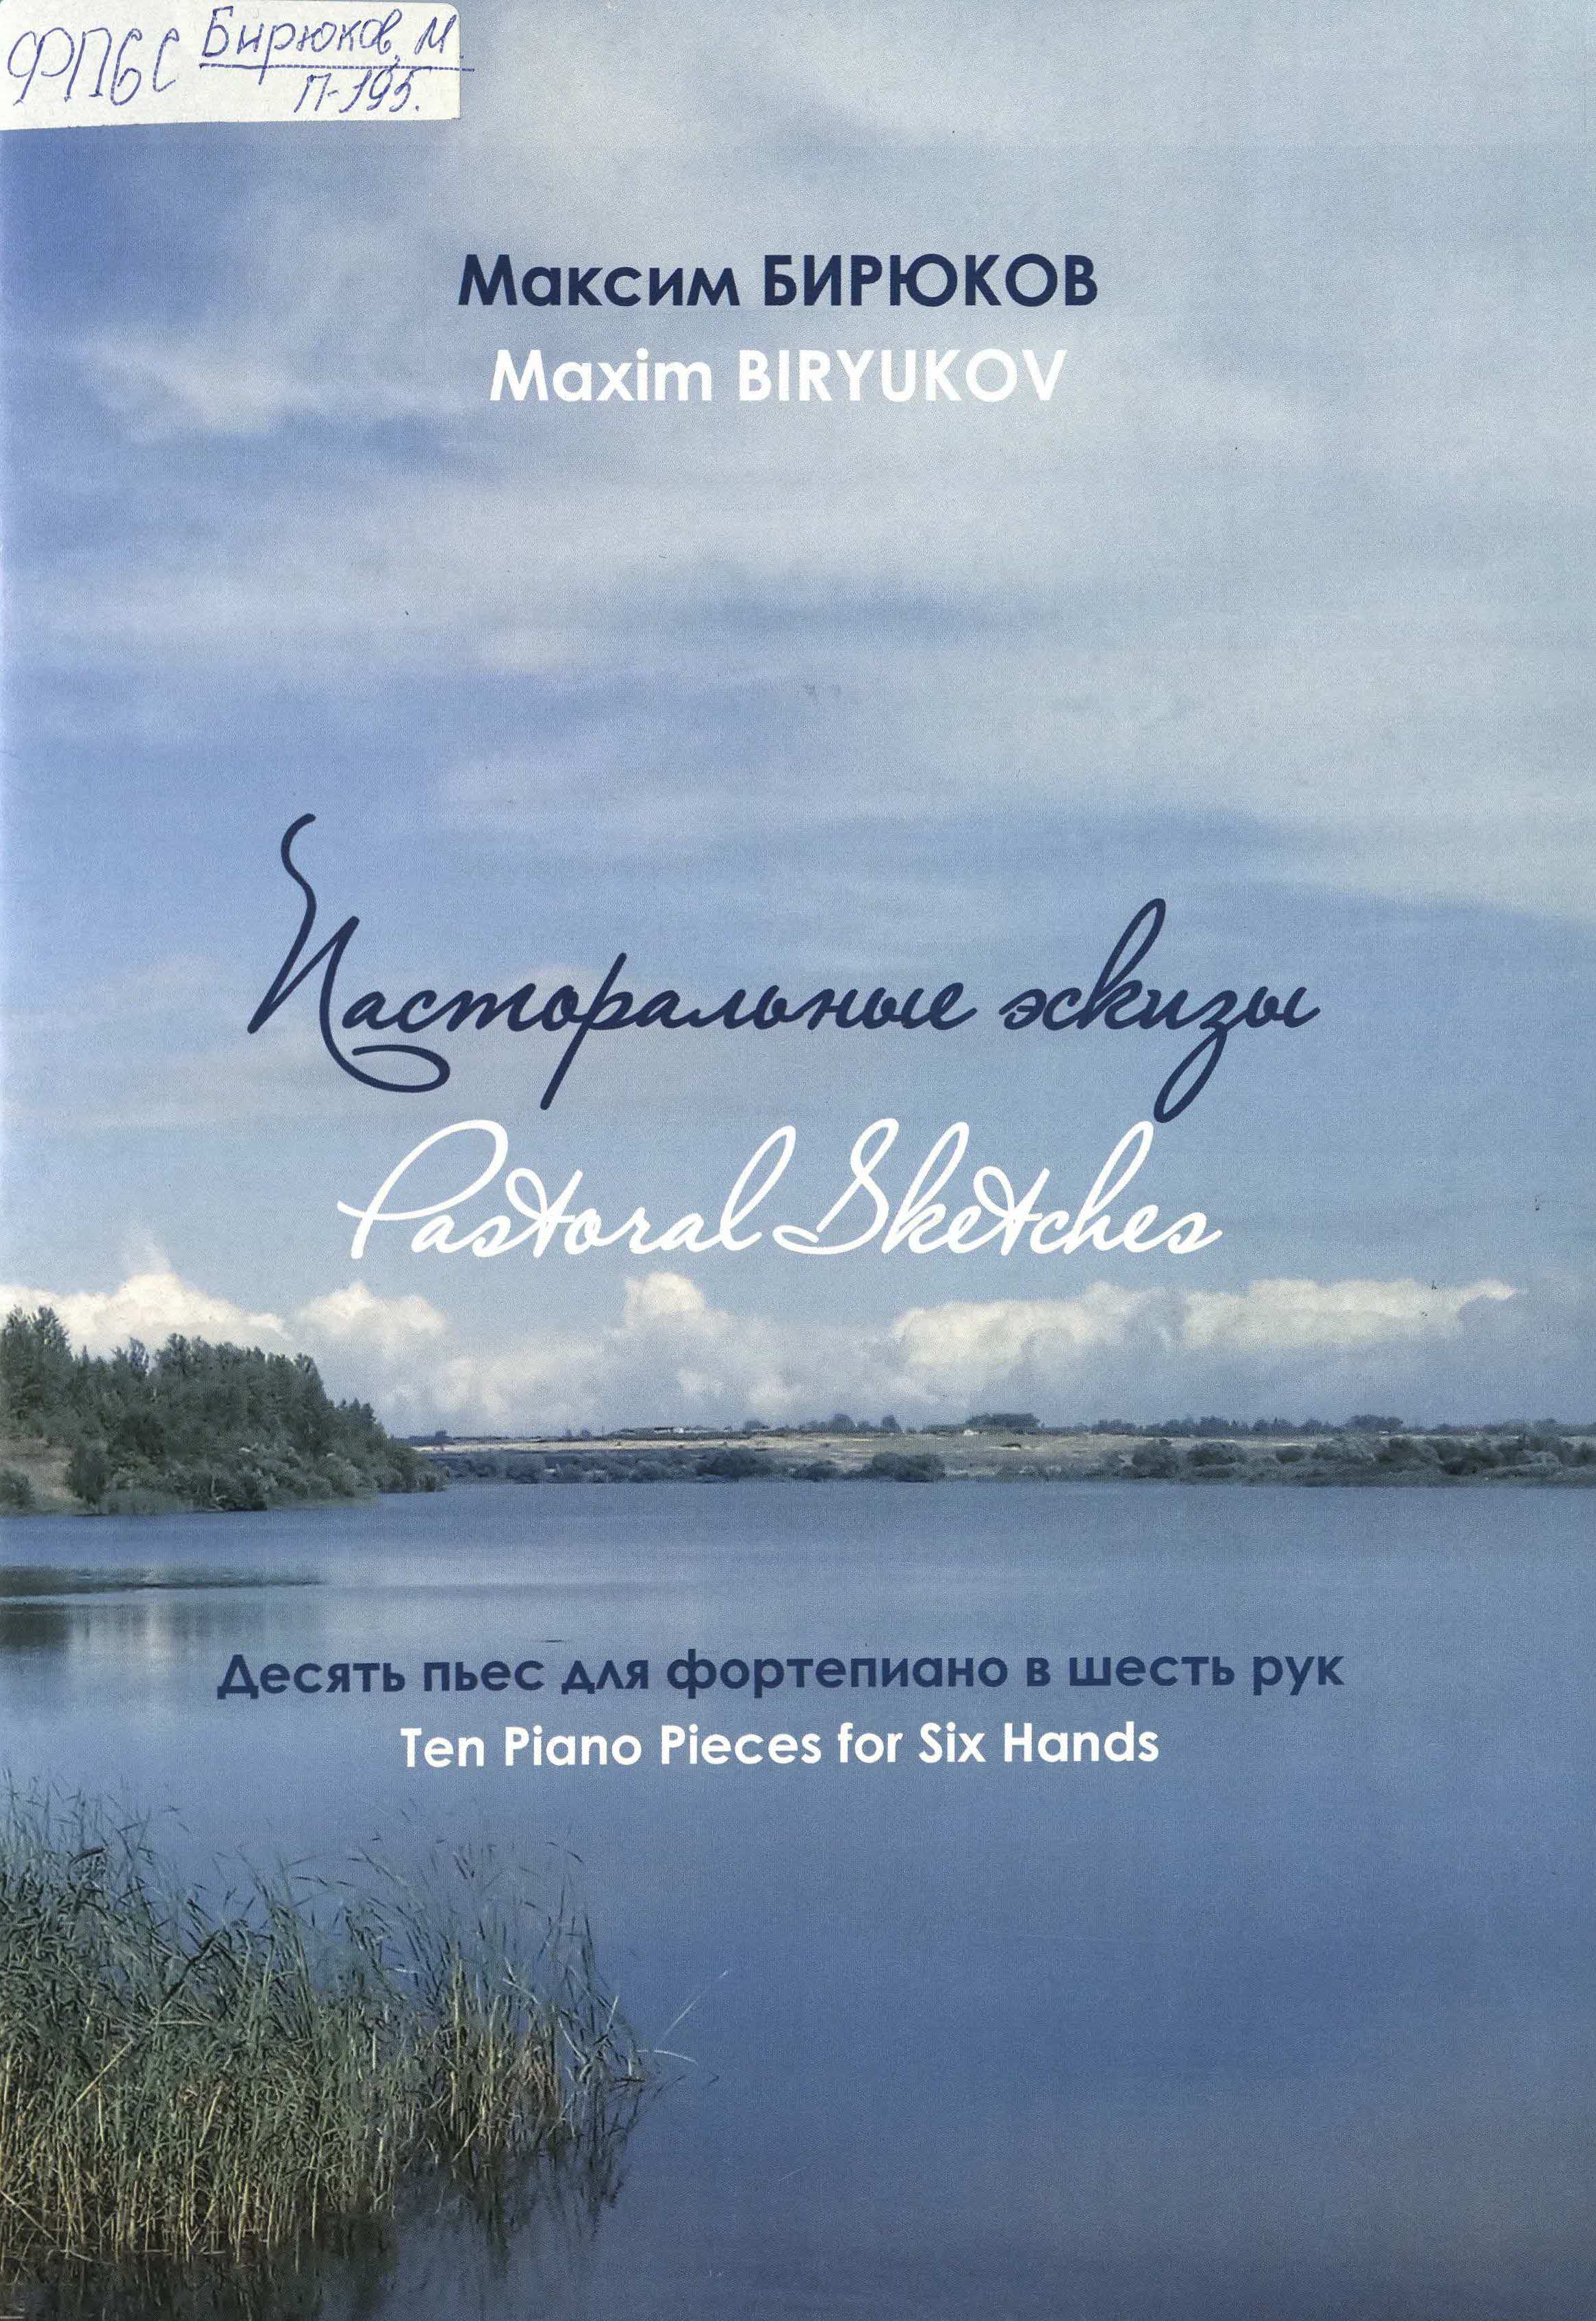 ФПБС Бирюков, М.
П-195.
Максим БИРЮКОВ
Maxim BIRYUKOV
Пасторальные эскизы
Pastoral Sketches
Десять пьес для фортепиано в шесть рук
Ten Piano Pieces for Six Hands